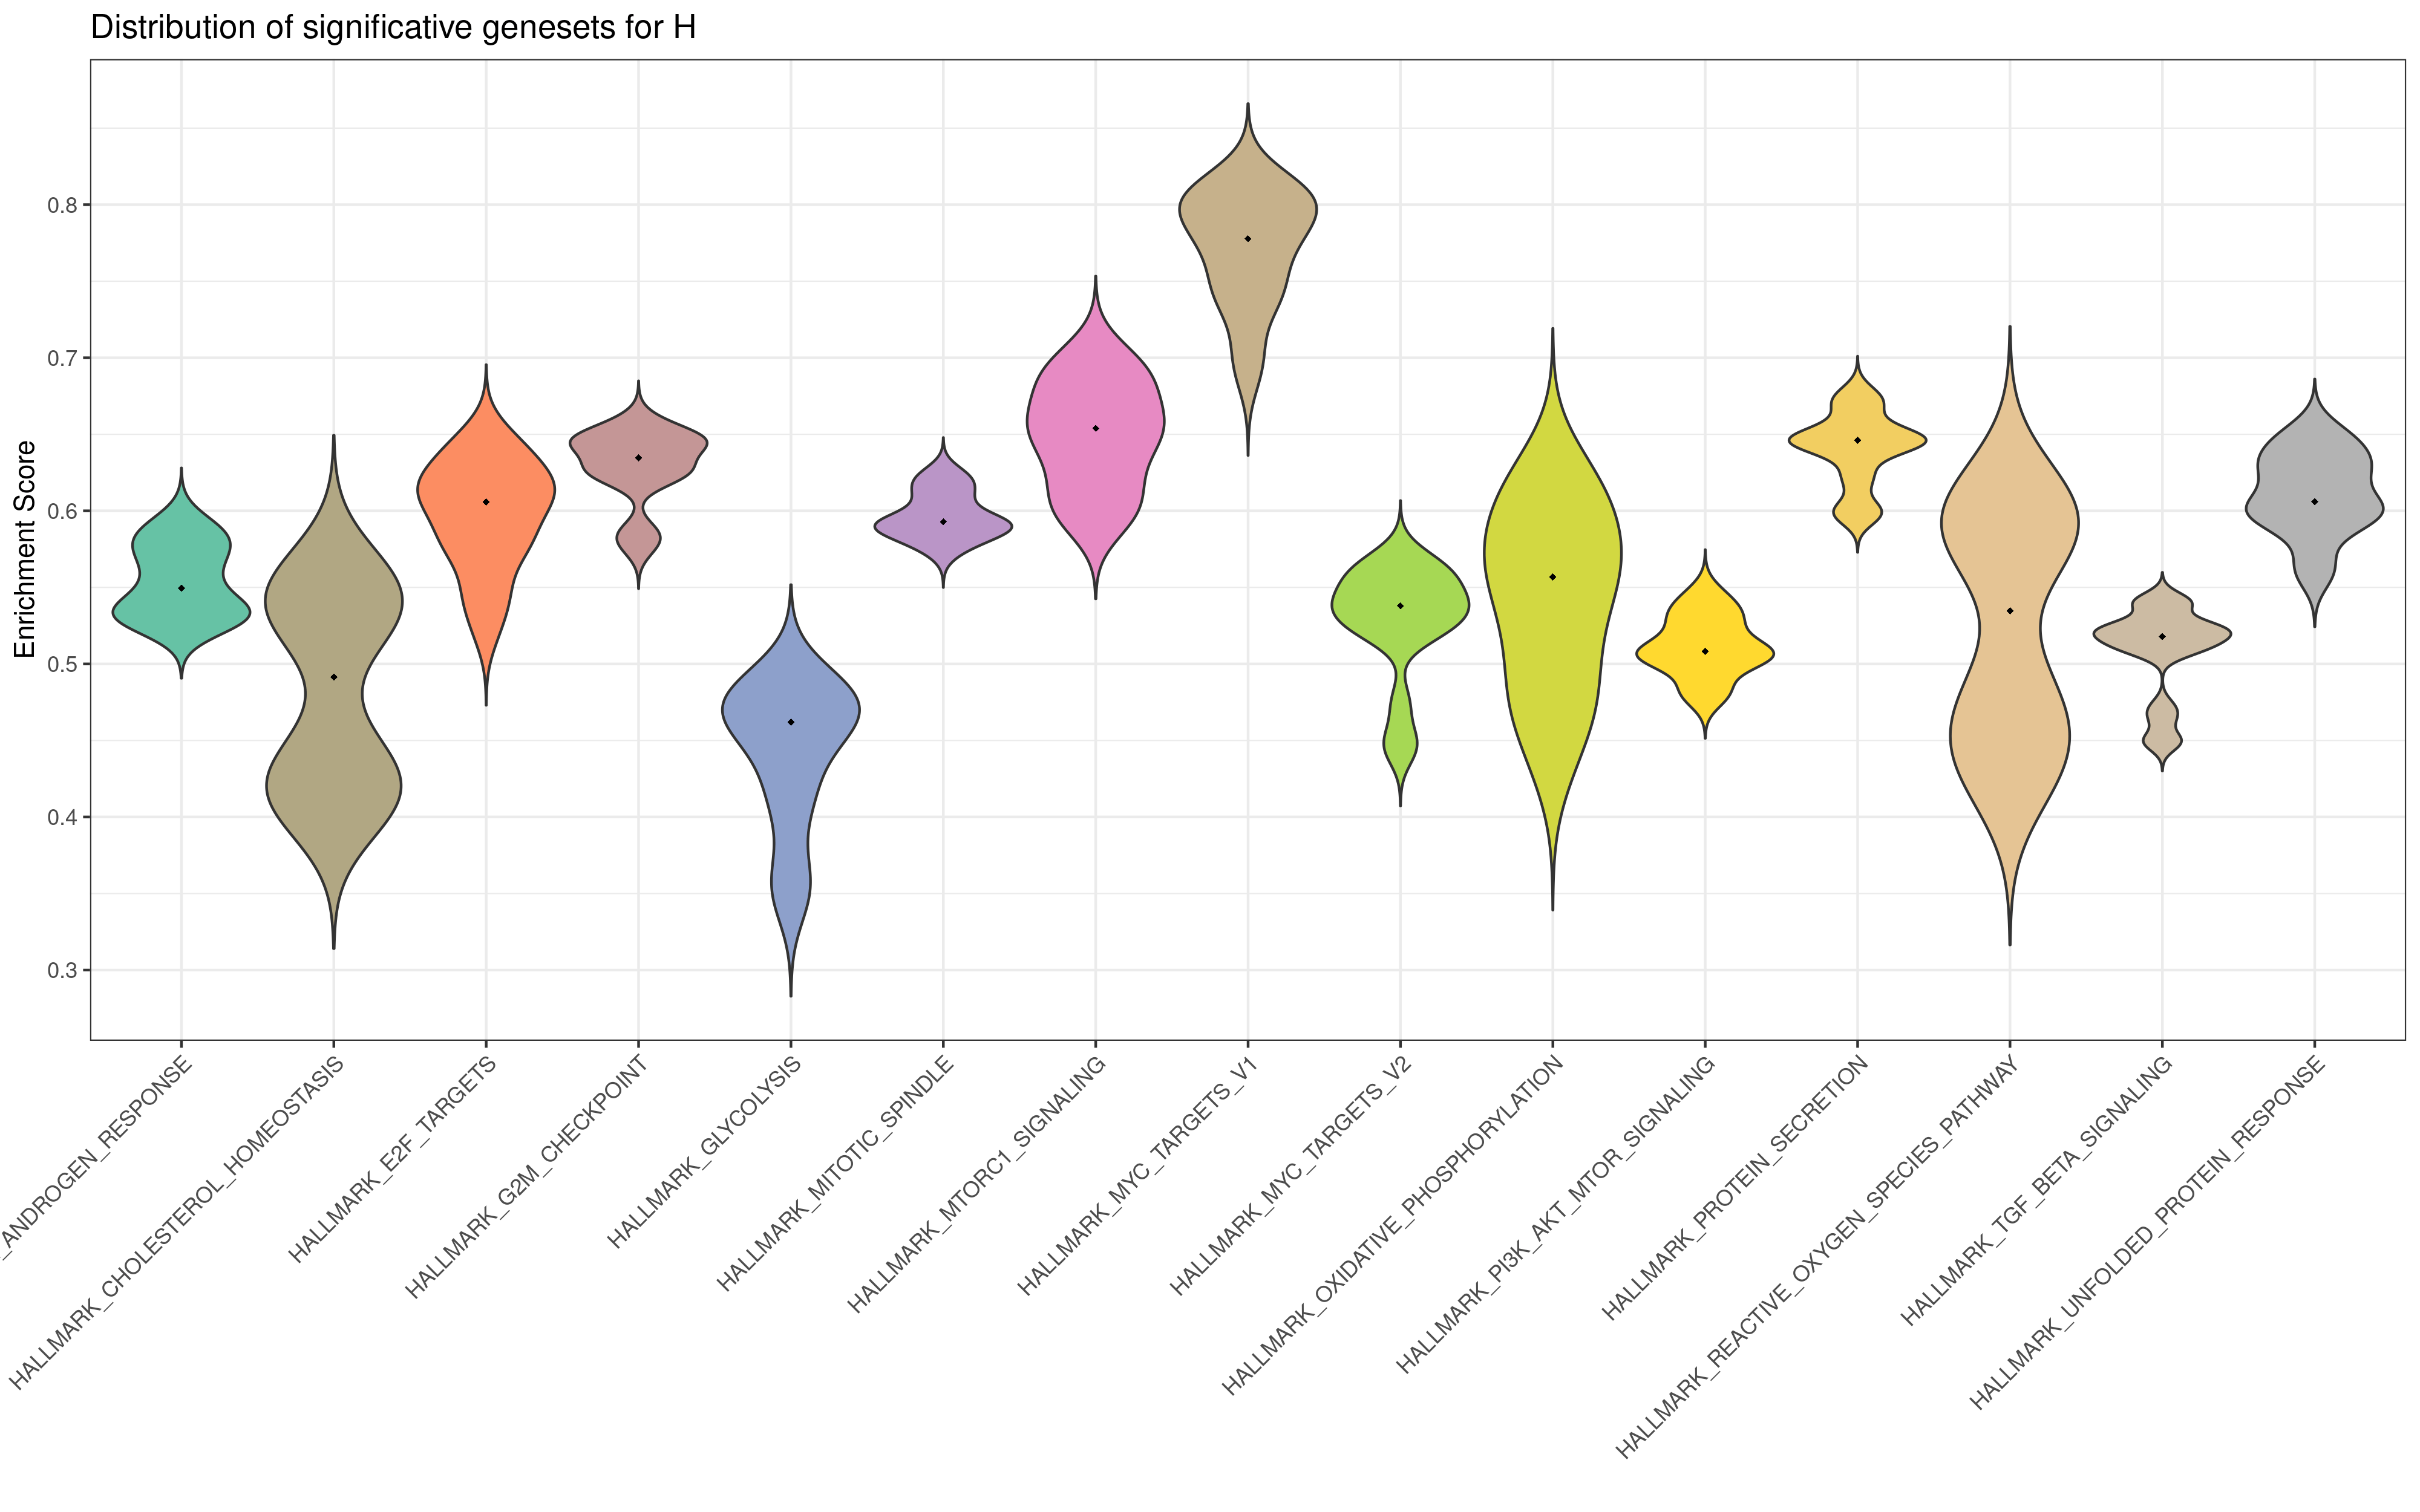 Distribution of significative genesets for H
Enrichment Score
0.8
0.7
0.6
0.5
0.4
0.3
_ANDROGEN_RESPONSE
HALLMARK_CHOLESTEROL_HOMEOSTASIS
HALLMARK_E2F_TARGETS
HALLMARK_G2M_CHECKPOINT
HALLMARK_GLYCOLYSIS
HALLMARK_MITOTIC_SPINDLE
HALLMARK_MTORC1_SIGNALING
HALLMARK_MYC_TARGETS_V1
HALLMARK_MYC_TARGETS_V2
HALLMARK_OXIDATIVE_PHOSPHORYLATION
HALLMARK_PI3K_AKT_MTOR_SIGNALING
HALLMARK_PROTEIN_SECRETION
HALLMARK_REACTIVE_OXYGEN_SPECIES_PATHWAY
HALLMARK_TGF_BETA_SIGNALING
HALLMARK_UNFOLDED_PROTEIN_RESPONSE